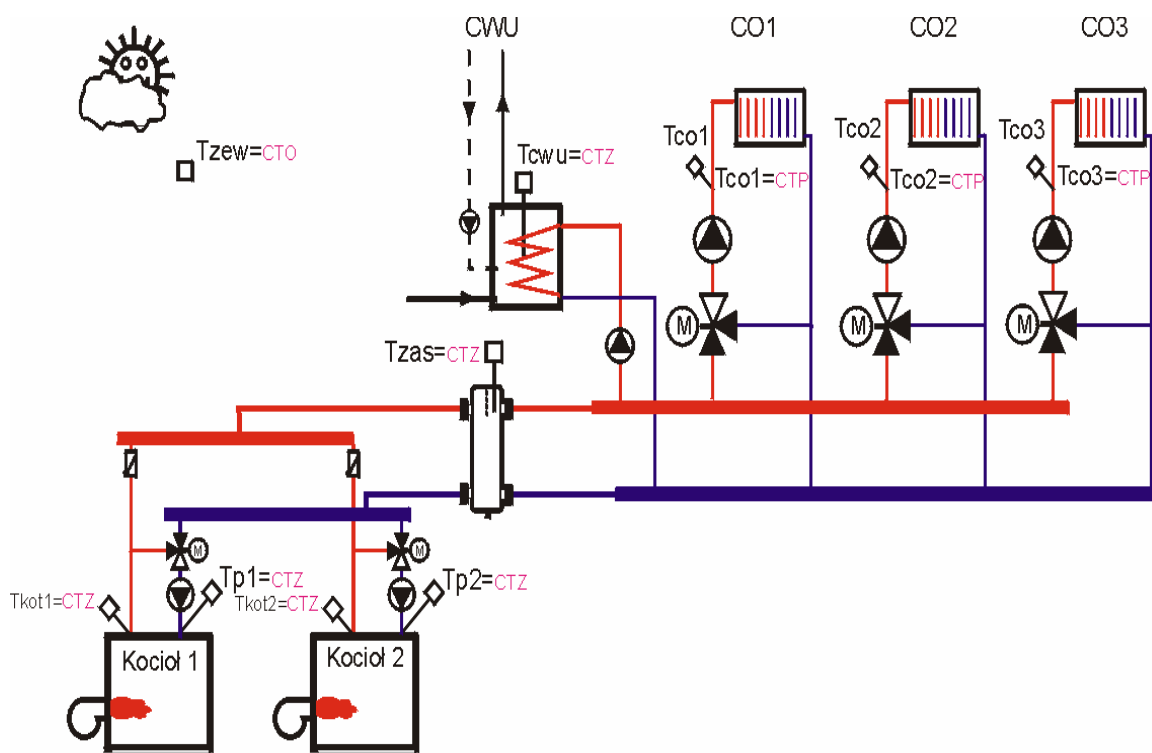 CWU CO1 CO2 CO3
Tzew=CTO
Tcwu=CTZ
Tco1 Tco2 Tco3
Tco1=CTP Tco2=CTP Tco3=CTP
M M M
Tzas=CTZ
M M
Tp1=CTZ Tp2=CTZ
Tkot1=CTZ Tkot2=CTZ
Kocioł 1 Kocioł 2